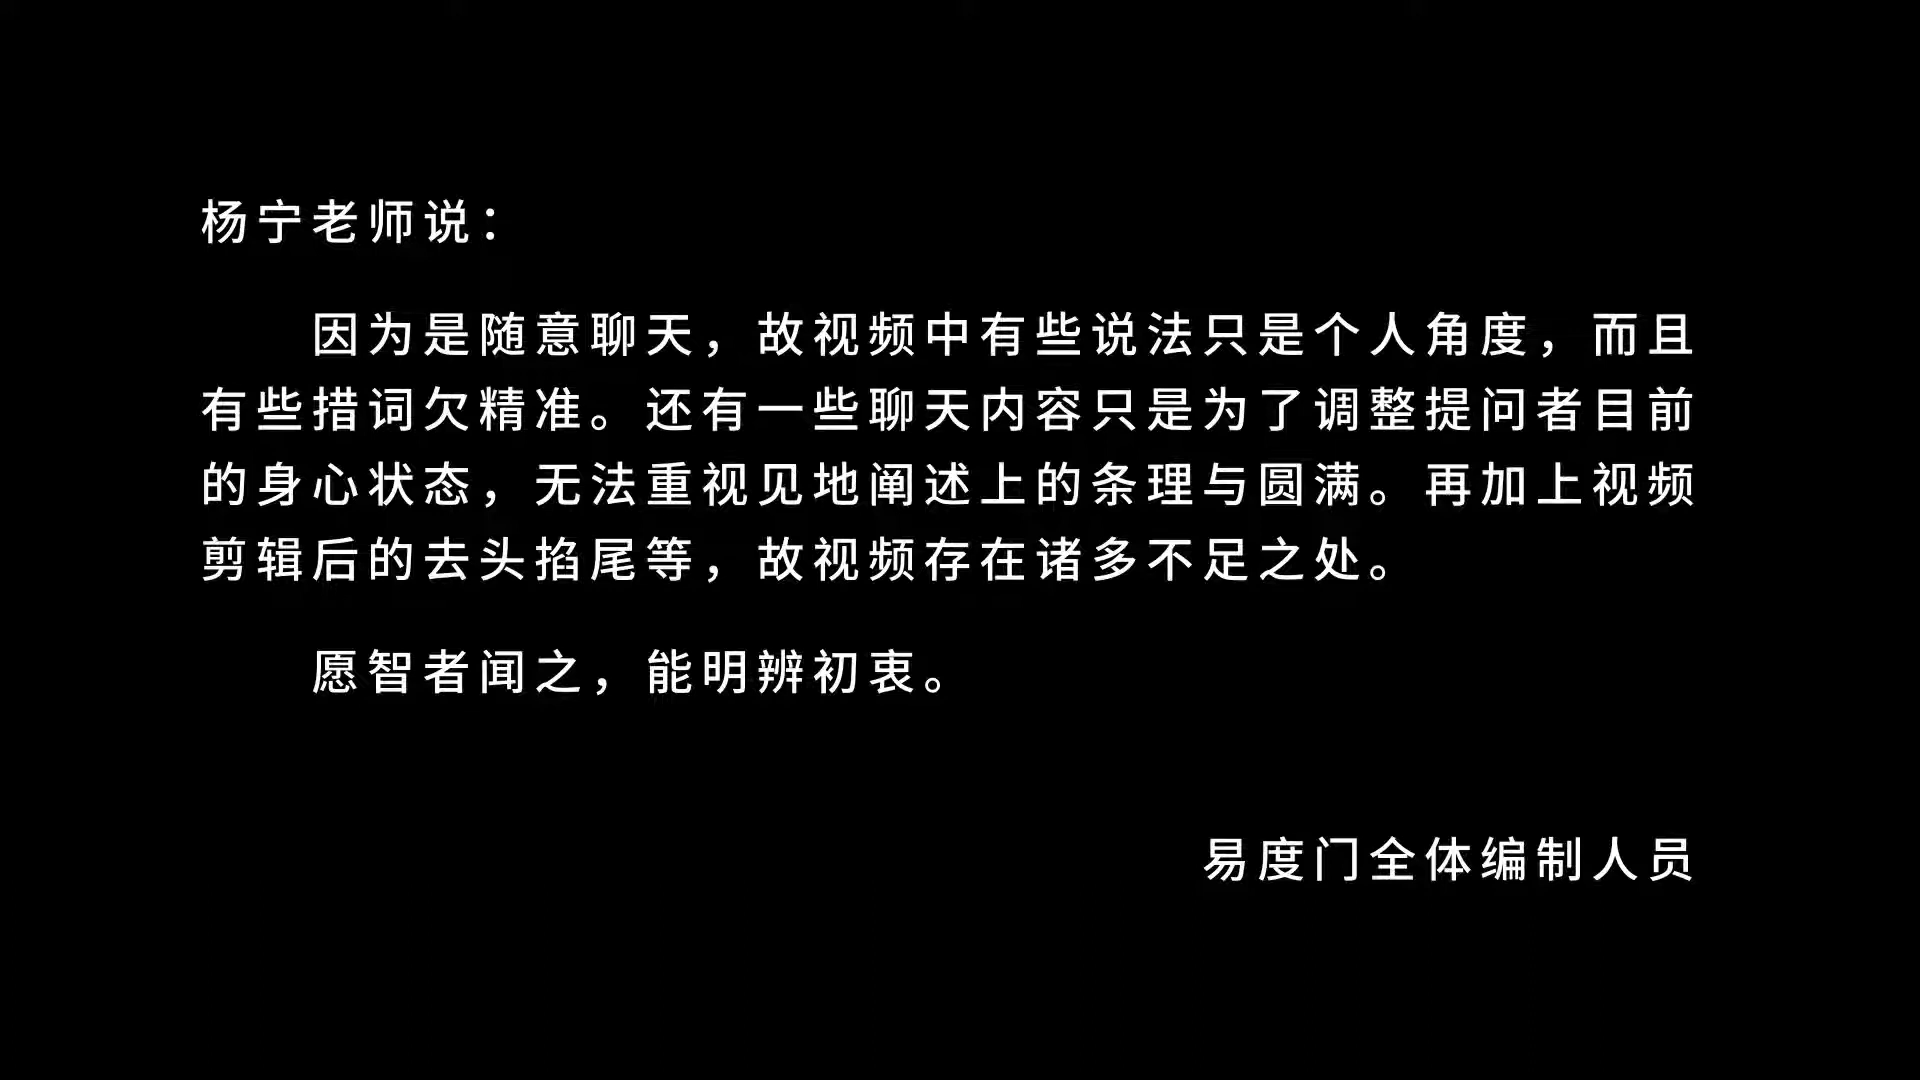 杨宁老师说：
因为是随意聊天，故视频中有些说法只是个人角度，而且
有些措词欠精准。还有一些聊天内容只是为了调整提问者目前
的身心状态，无法重视见地阐述上的条理与圆满。再加上视频
剪辑后的去头掐尾等，故视频存在诸多不足之处。
愿智者闻之，能明辨初衷。
易度门全体编制人员